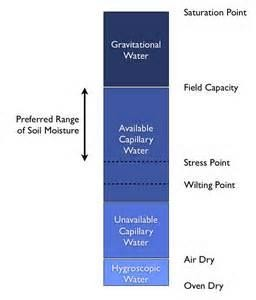 Saturation Point
Gravitational
Water
Field Capacity
Preferred Range
of Soil Moisture
Available
Capillary
Water
Stress Point
Wilting Point
Unavailable
Capillary
Water
Air Dry
Hygroscopic
Water
Oven Dry